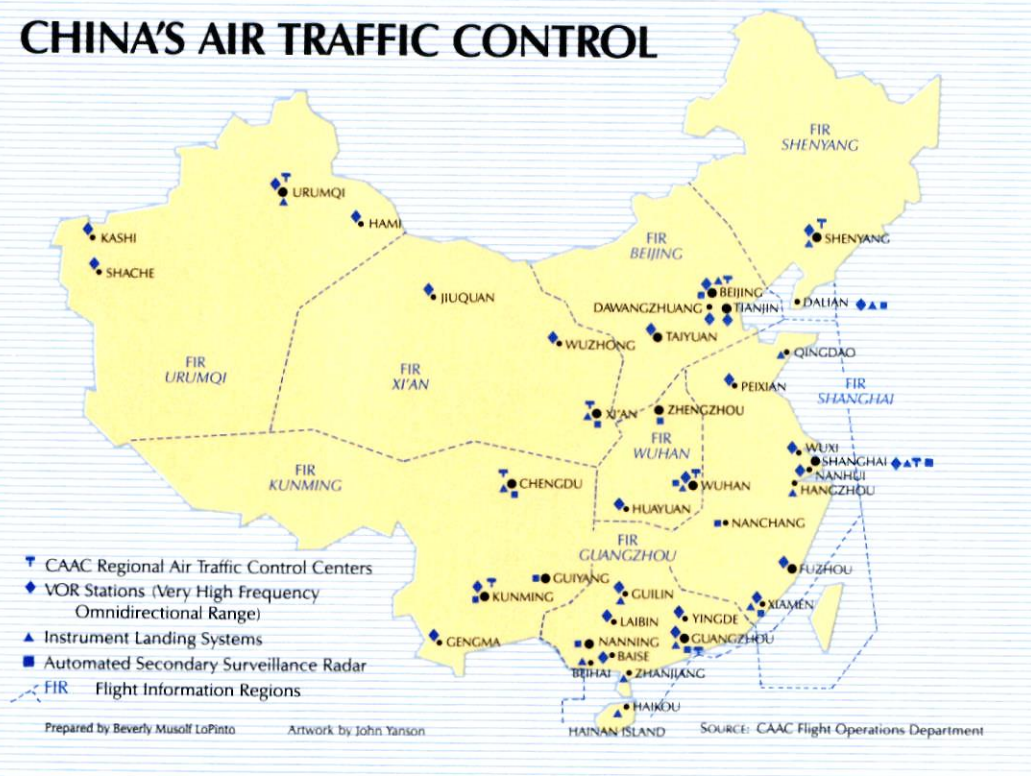 CHINA'S AIR TRAFFIC CONTROL
FIR
SHENYANG
URUMQI
HAMI
KASHI
SHACHE
SHENYANG
FIR
BEIJING
JIUQUAN
BEIJING
DAWANGZHUANG
TIANJIN
DALIAN
TAIYUAN
WUZHONG
QINGDAO
FIR
URUMQI
FIR
XI'AN
PEIXIAN
FIR
SHANGHAI
XI'AN
ZHENGZHOU
FIR
WUHAN
WUXI
SHANGHAI
NANHUI
HANGZHOU
FIR
KUNMING
CHENGDU
WUHAN
HUAYUAN
NANCHANG
FIR
GUANGZHOU
FUZHOU
GUIYANG
KUNMING
GUILIN
XIAMEN
LAIBIN
YINGDE
GENGMA
NANNING
GUANGZHOU
BAISE
BEIHAI
ZHANJIANG
HAIKOU
HAINAN ISLAND
CAAC Regional Air Traffic Control Centers
VOR Stations (Very High Frequency
Omnidirectional Range)
Instrument Landing Systems
Automated Secondary Surveillance Radar
FIR Flight Information Regions
Prepared by Beverly Musolf LoPinto Artwork by John Yanson SOURCE: CAAC Flight Operations Department